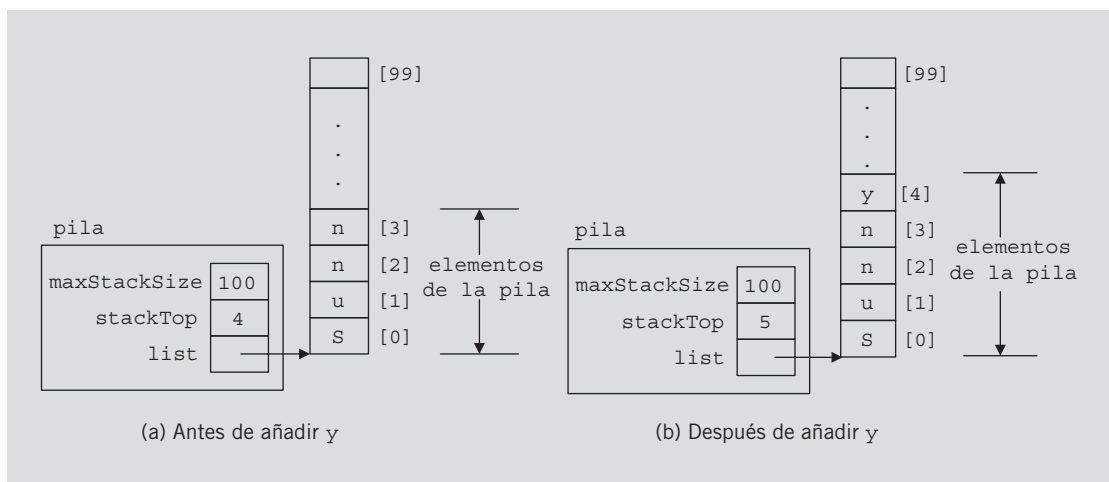 [99]
.
.
.
n [3]
n [2]
u [1]
S [0]
elementos
de la pila
pila
maxStackSize 100
stackTop 4
list
(a) Antes de añadir y
[99]
.
.
.
y [4]
n [3]
n [2]
u [1]
S [0]
elementos
de la pila
pila
maxStackSize 100
stackTop 5
list
(b) Después de añadir y